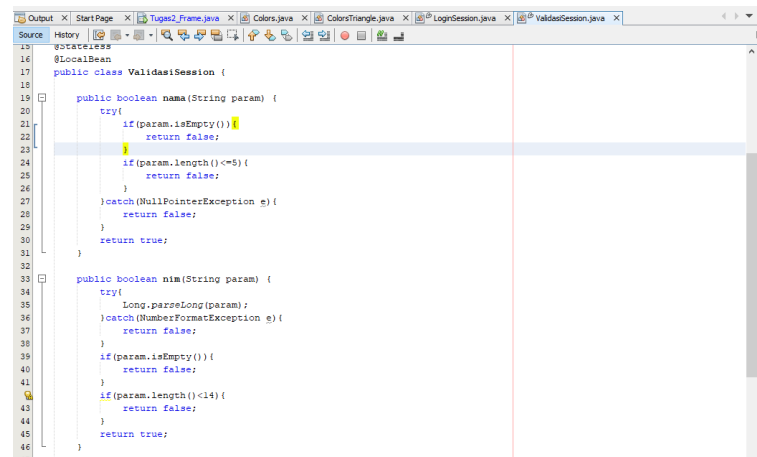 Output Start Page Tugas2_Frame.java Colors.java ColorsTriangle.java LoginSession.java ValidasiSession.java
Source History
15 @Stateless
16 @LocalBean
17 public class ValidasiSession {
18
19 public boolean nama(String param) {
20 try{
21 if(param.isEmpty()){
22 return false;
23 }
24 if(param.length()<=5){
25 return false;
26 }
27 }catch(NullPointerException e){
28 return false;
29 }
30 return true;
31 }
32
33 public boolean nim(String param) {
34 try{
35 Long.parseLong(param);
36 }catch(NumberFormatException e){
37 return false;
38 }
39 if(param.isEmpty()){
40 return false;
41 }
if(param.length()<14){
43 return false;
44 }
45 return true;
46 }